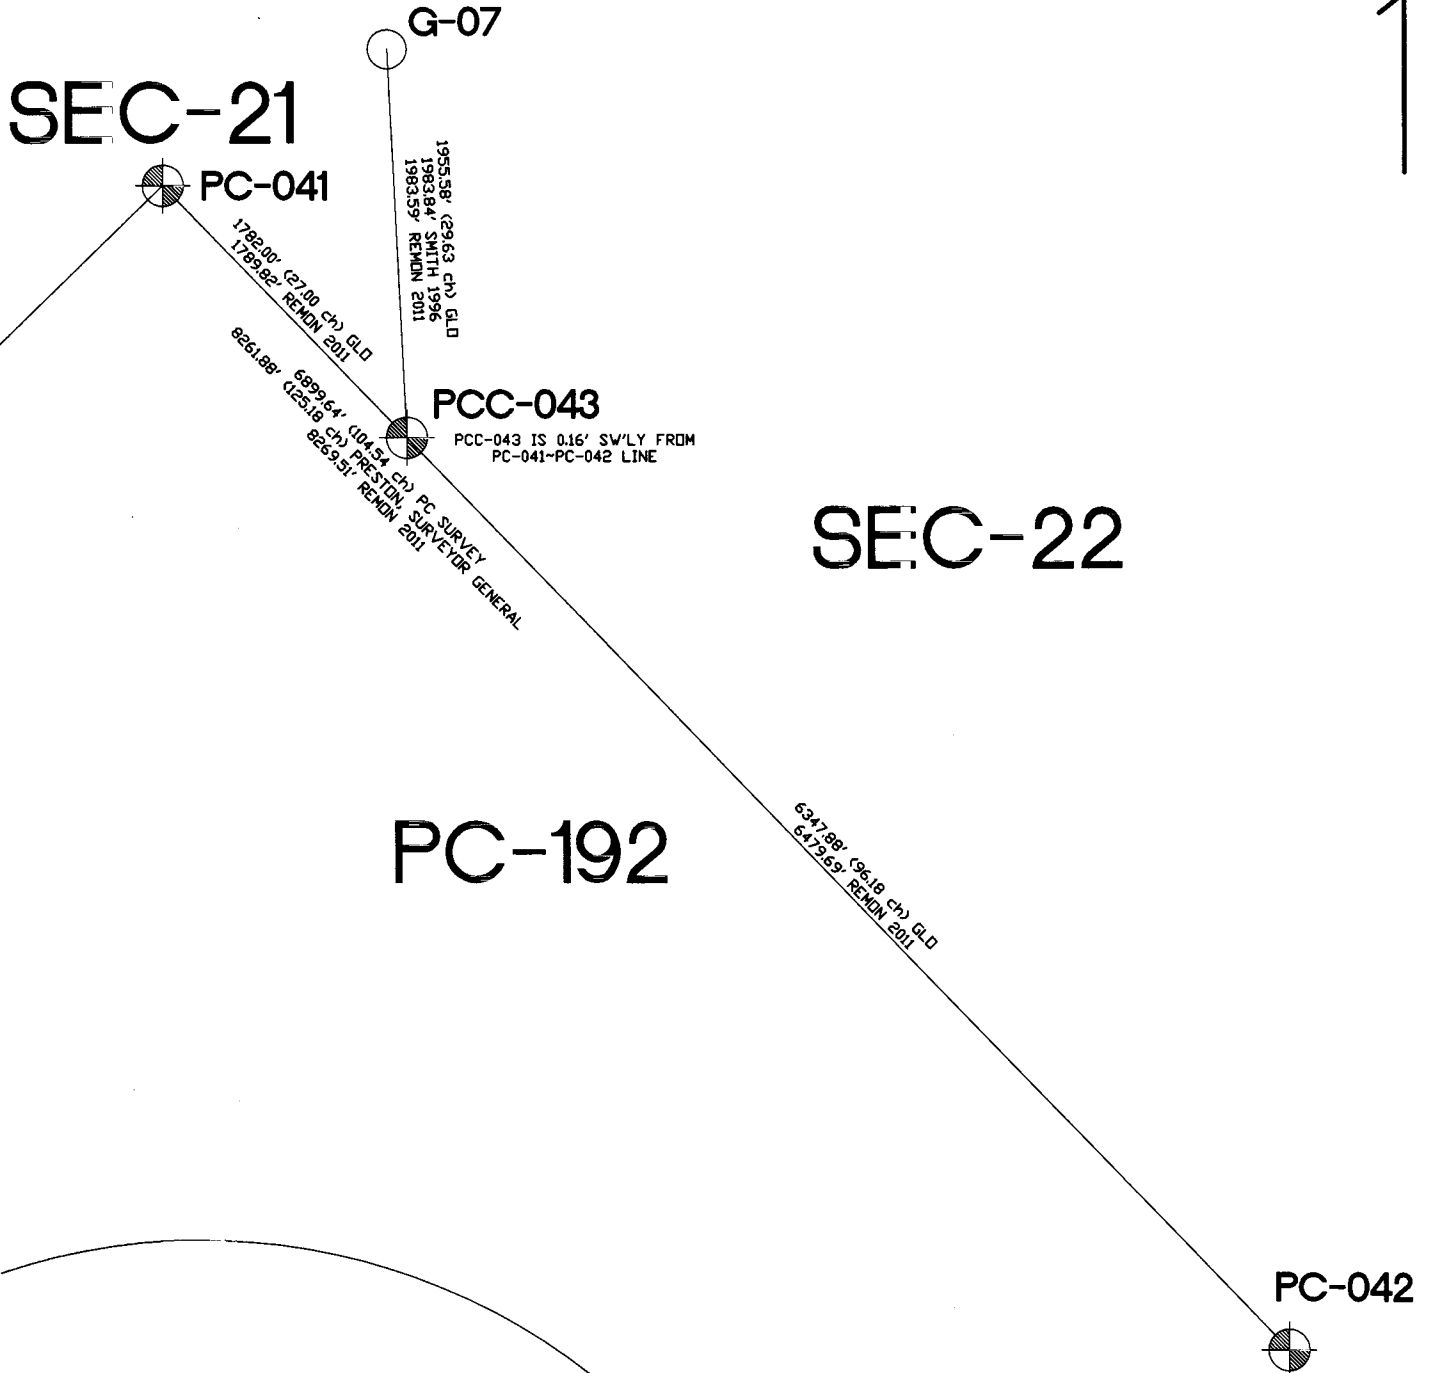 G-07
1
SEC-21
PC-041
1955.58' (29.63 ch) GLO
1983.84' SMITH 1996
1983.59' REMON 2011
1782.00' (27.00 ch) GLO
1789.82' REMON 2011
6899.64' (104.54 ch) PC SURVEY
8261.88' (125.18 ch) PRESTON, SURVEYOR GENERAL
8269.51' REMON 2011
PCC-043
PCC-043 IS 0.16' SW'LY FROM
PC-041~PC-042 LINE
SEC-22
PC-192
6347.88' (96.18 ch) GLO
6479.69' REMON 2011
PC-042